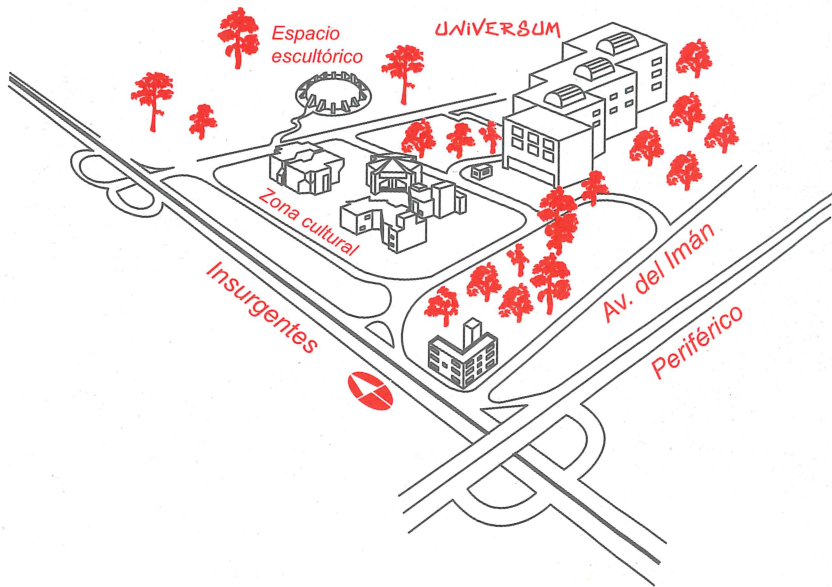 UNiVERSUM
Espacio
escultórico
Zona cultural
Insurgentes
Av. del Imán
Periférico